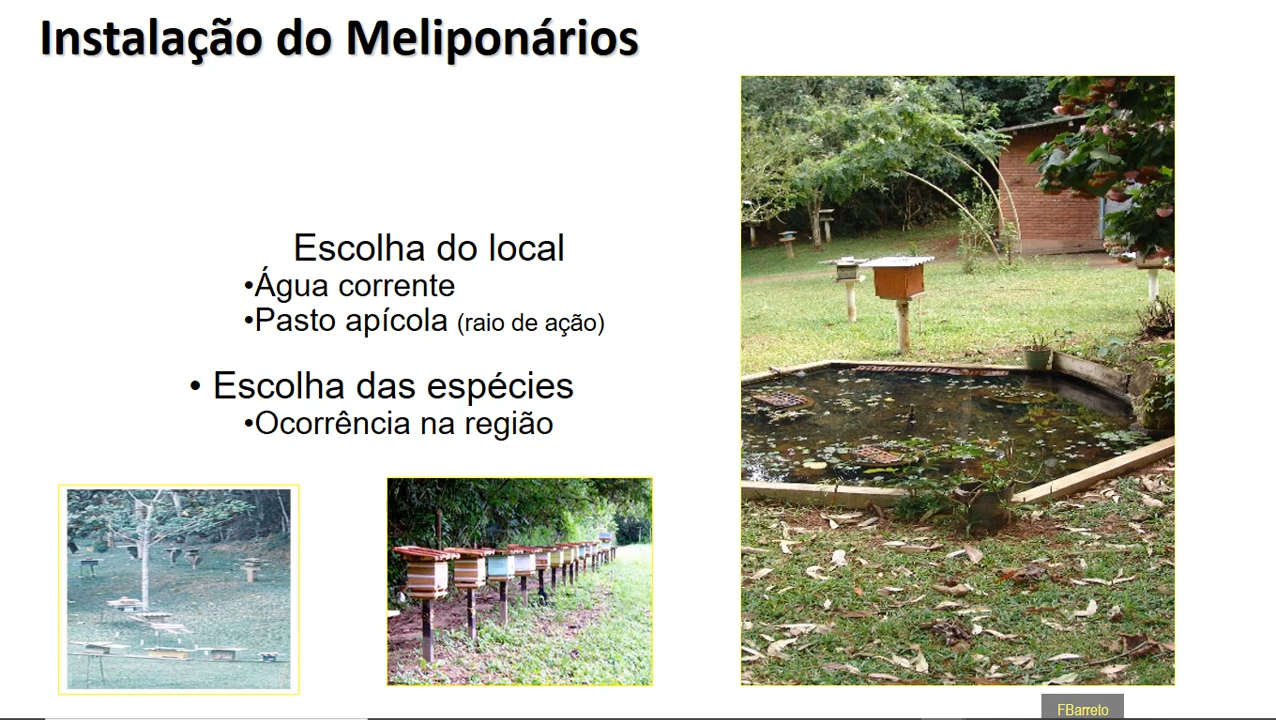 Instalação do Meliponários
Escolha do local
•Água corrente
•Pasto apícola (raio de ação)
• Escolha das espécies
•Ocorrência na região
FBarreto